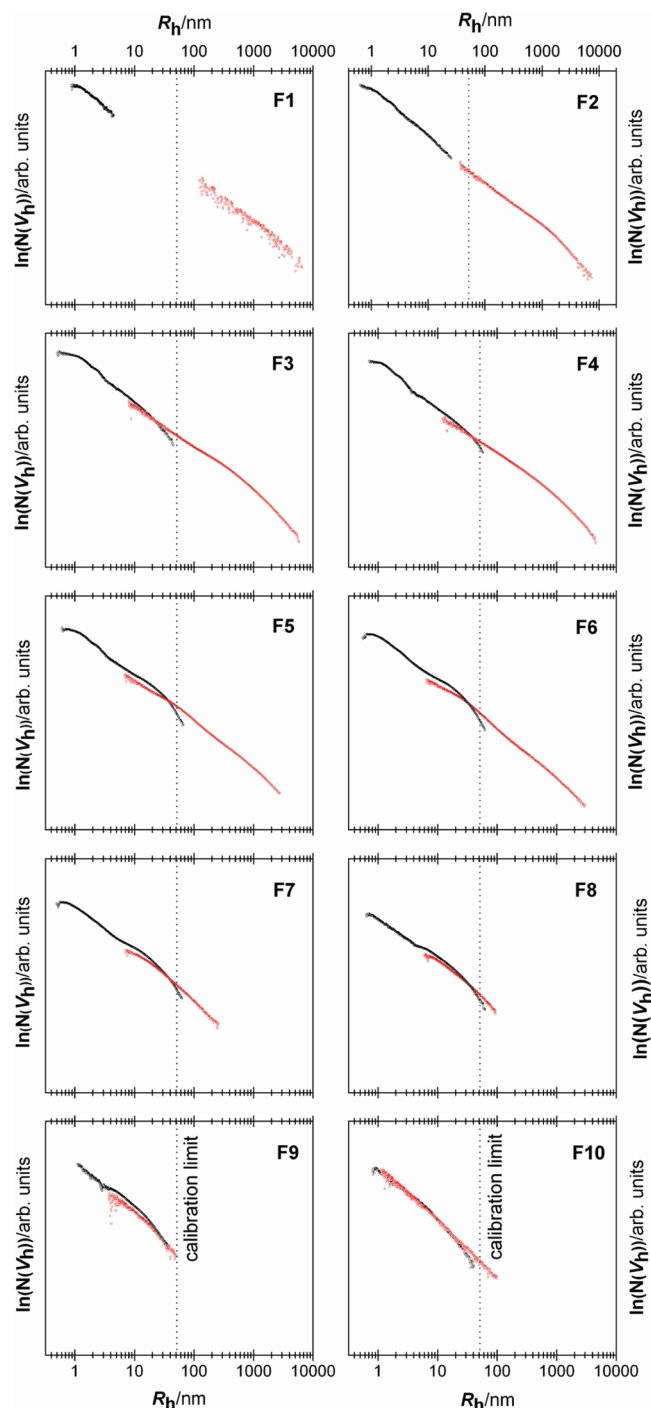 Rh/nm Rh/nm
1 10 100 1000 10000 1 10 100 1000 10000
F1 F2
ln(N(Vh))/arb. units ln(N(Vh))/arb. units
F3 F4
ln(N(Vh))/arb. units ln(N(Vh))/arb. units
F5 F6
ln(N(Vh))/arb. units ln(N(Vh))/arb. units
F7 F8
ln(N(Vh))/arb. units ln(N(Vh))/arb. units
F9 F10
ln(N(Vh))/arb. units calibration limit calibration limit ln(N(Vh))/arb. units
1 10 100 1000 10000 1 10 100 1000 10000
Rh/nm Rh/nm